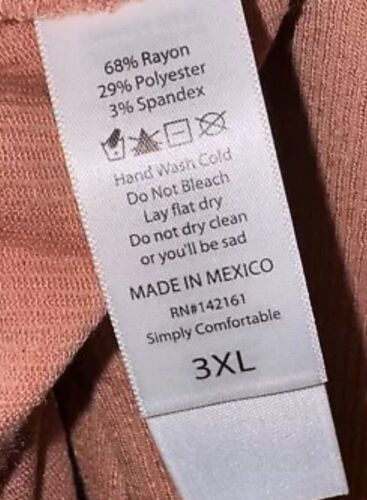 68% Rayon
29% Polyester
3% Spandex
Hand Wash Cold
Do Not Bleach
Lay flat dry
Do not dry clean
or you'll be sad
MADE IN MEXICO
RN#142161
Simply Comfortable
3XL